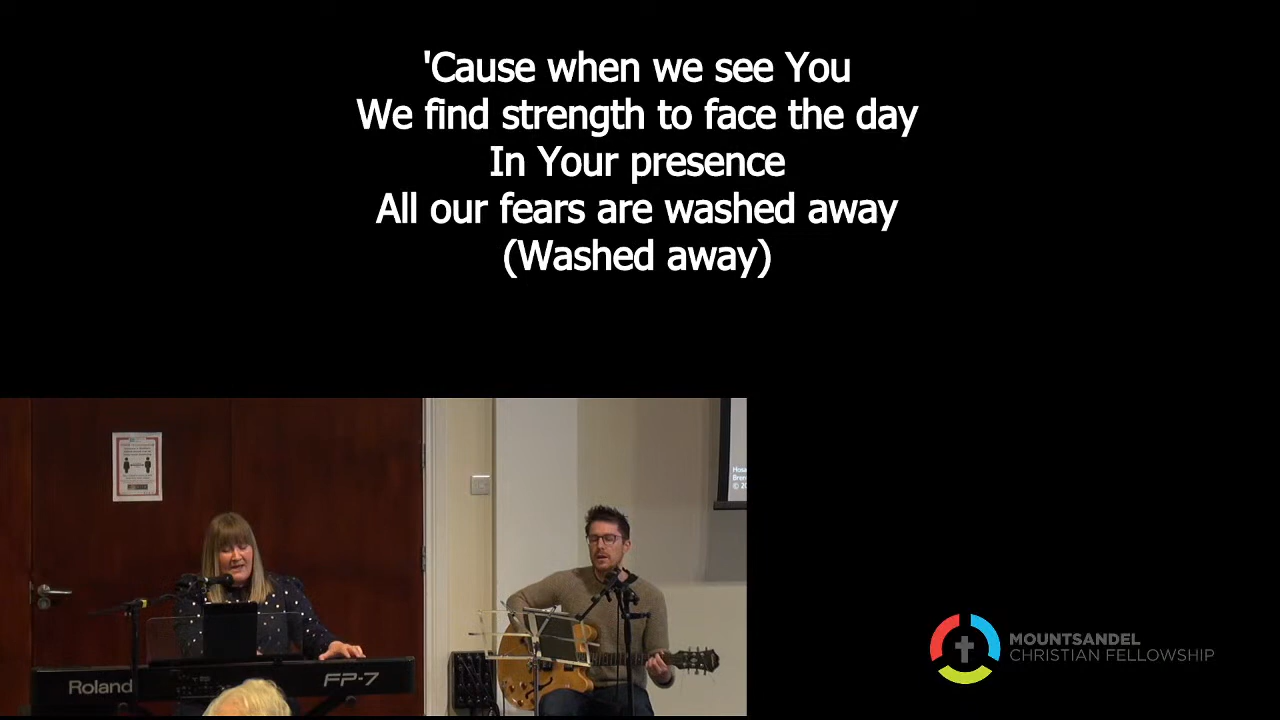 'Cause when we see You
We find strength to face the day
In Your presence
All our fears are washed away
(Washed away)
Roland
FP-7
MOUNTSANDEL
CHRISTIAN FELLOWSHIP